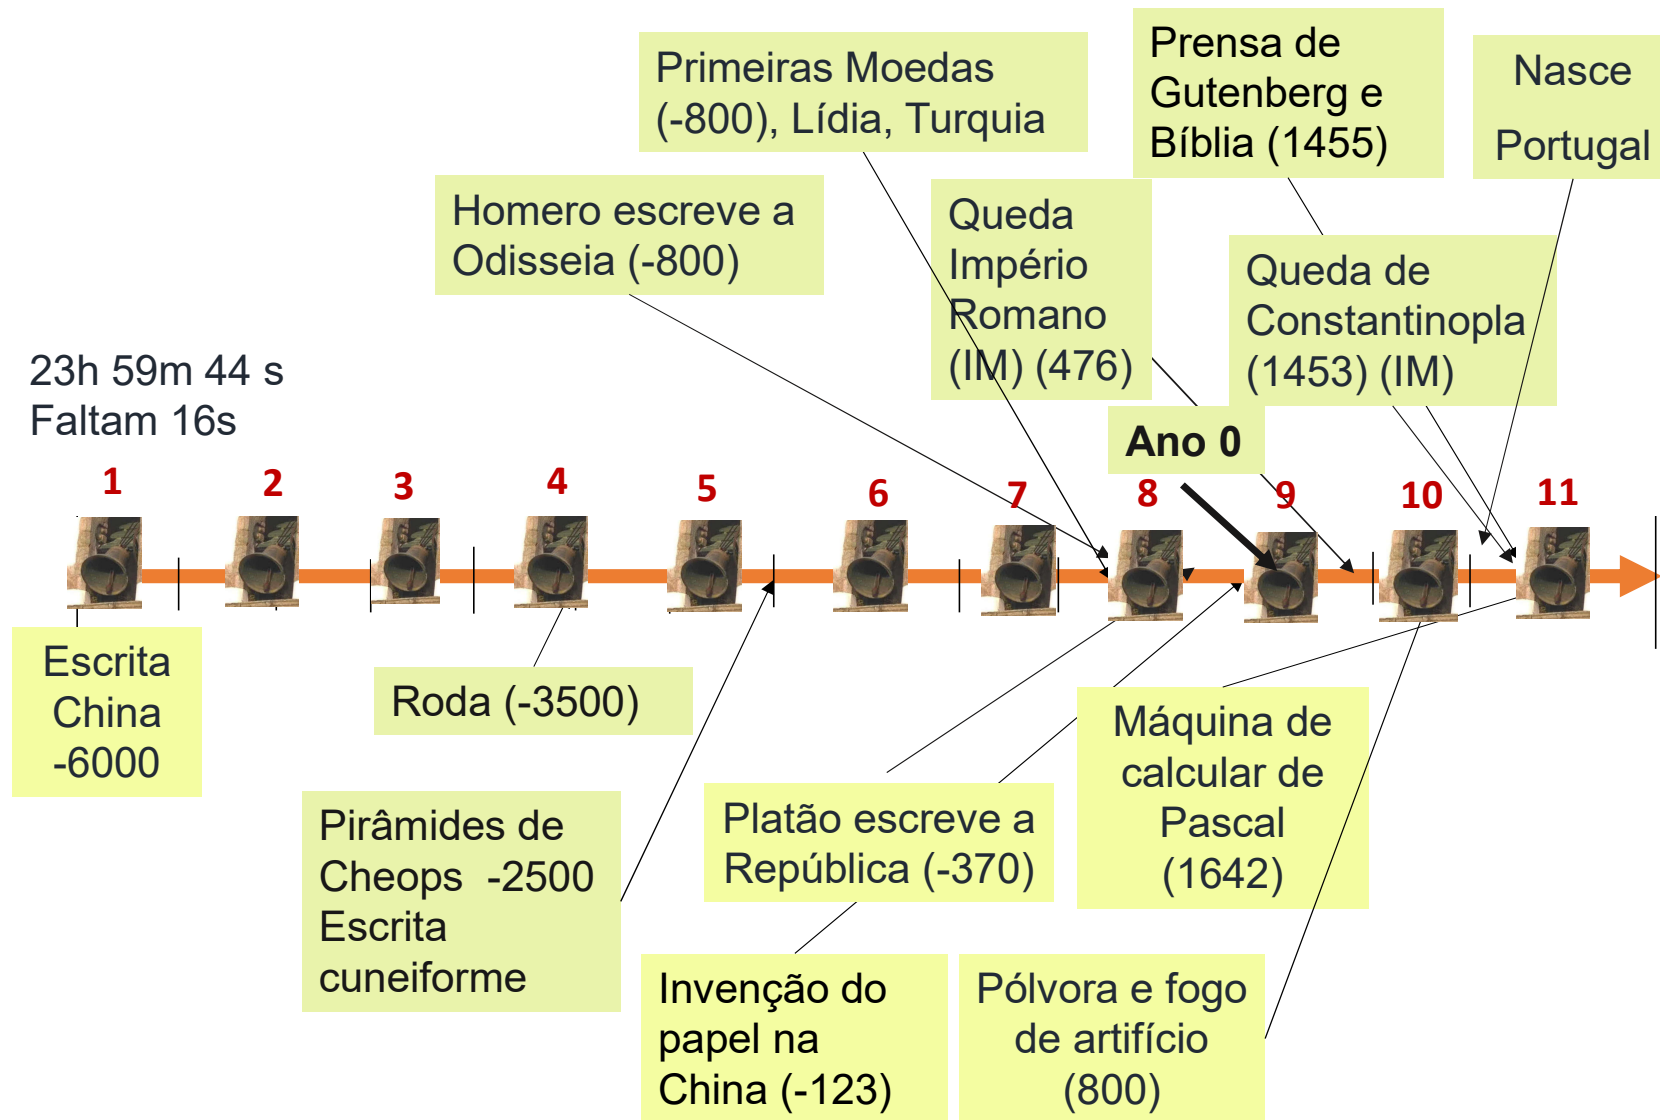 Primeiras Moedas
(-800), Lídia, Turquia
Prensa de
Gutenberg e
Bíblia (1455)
Nasce
Portugal
Homero escreve a
Odisseia (-800)
Queda
Império
Romano
(IM) (476)
Queda de
Constantinopla
(1453) (IM)
23h 59m 44 s
Faltam 16s
Ano 0
1 2 3 4 5 6 7 8 9 10 11
Escrita
China
-6000
Roda (-3500)
Pirâmides de
Cheops -2500
Escrita
cuneiforme
Platão escreve a
República (-370)
Máquina de
calcular de
Pascal
(1642)
Invenção do
papel na
China (-123)
Pólvora e fogo
de artifício
(800)